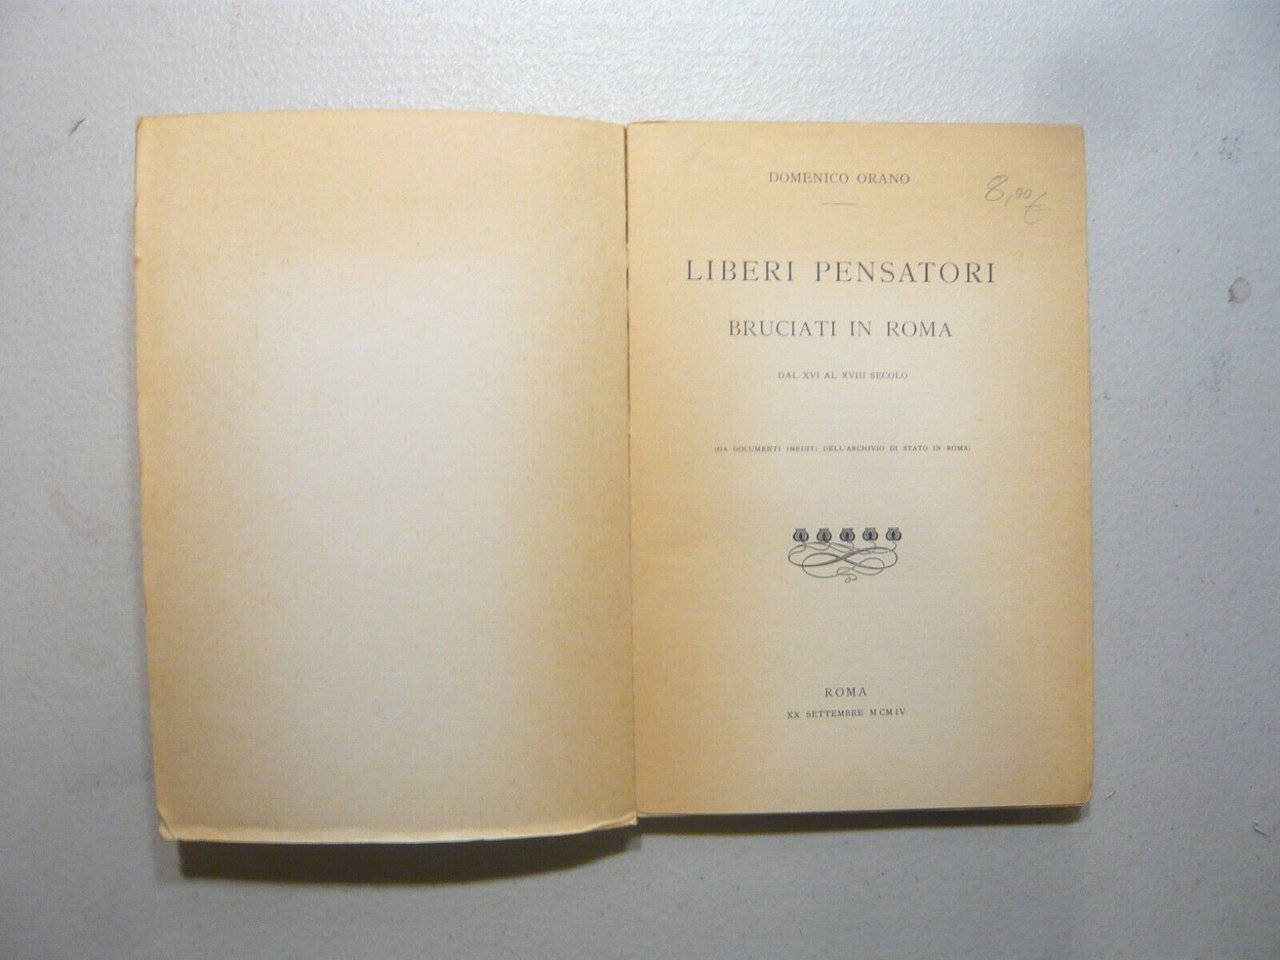 DOMENICO ORANO
8,00€
LIBERI PENSATORI
BRUCIATI IN ROMA
DAL XVI AL XVIII SECOLO
(DA DOCUMENTI INEDITI DELL'ARCHIVIO DI STATO IN ROMA)
ROMA
XX SETTEMBRE MCMIV